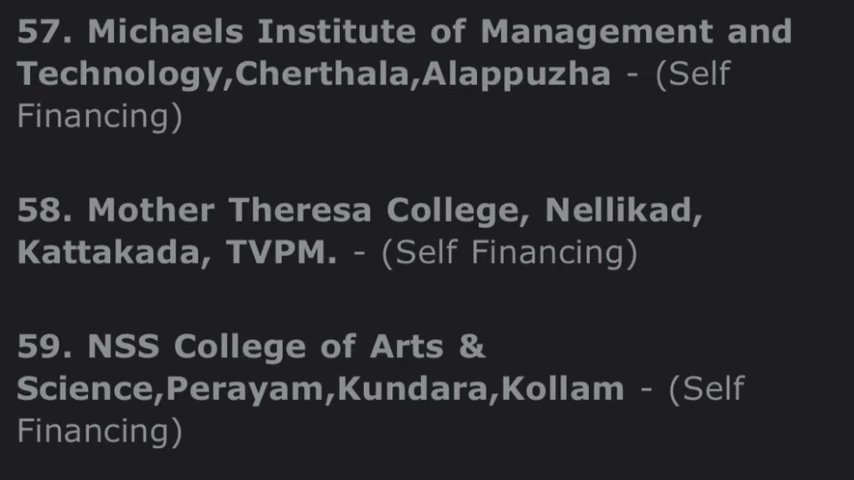 57. Michaels Institute of Management and
Technology,Cherthala,Alappuzha - (Self
Financing)
58. Mother Theresa College, Nellikad,
Kattakada, TVPM. - (Self Financing)
59. NSS College of Arts &
Science,Perayam,Kundara,Kollam - (Self
Financing)